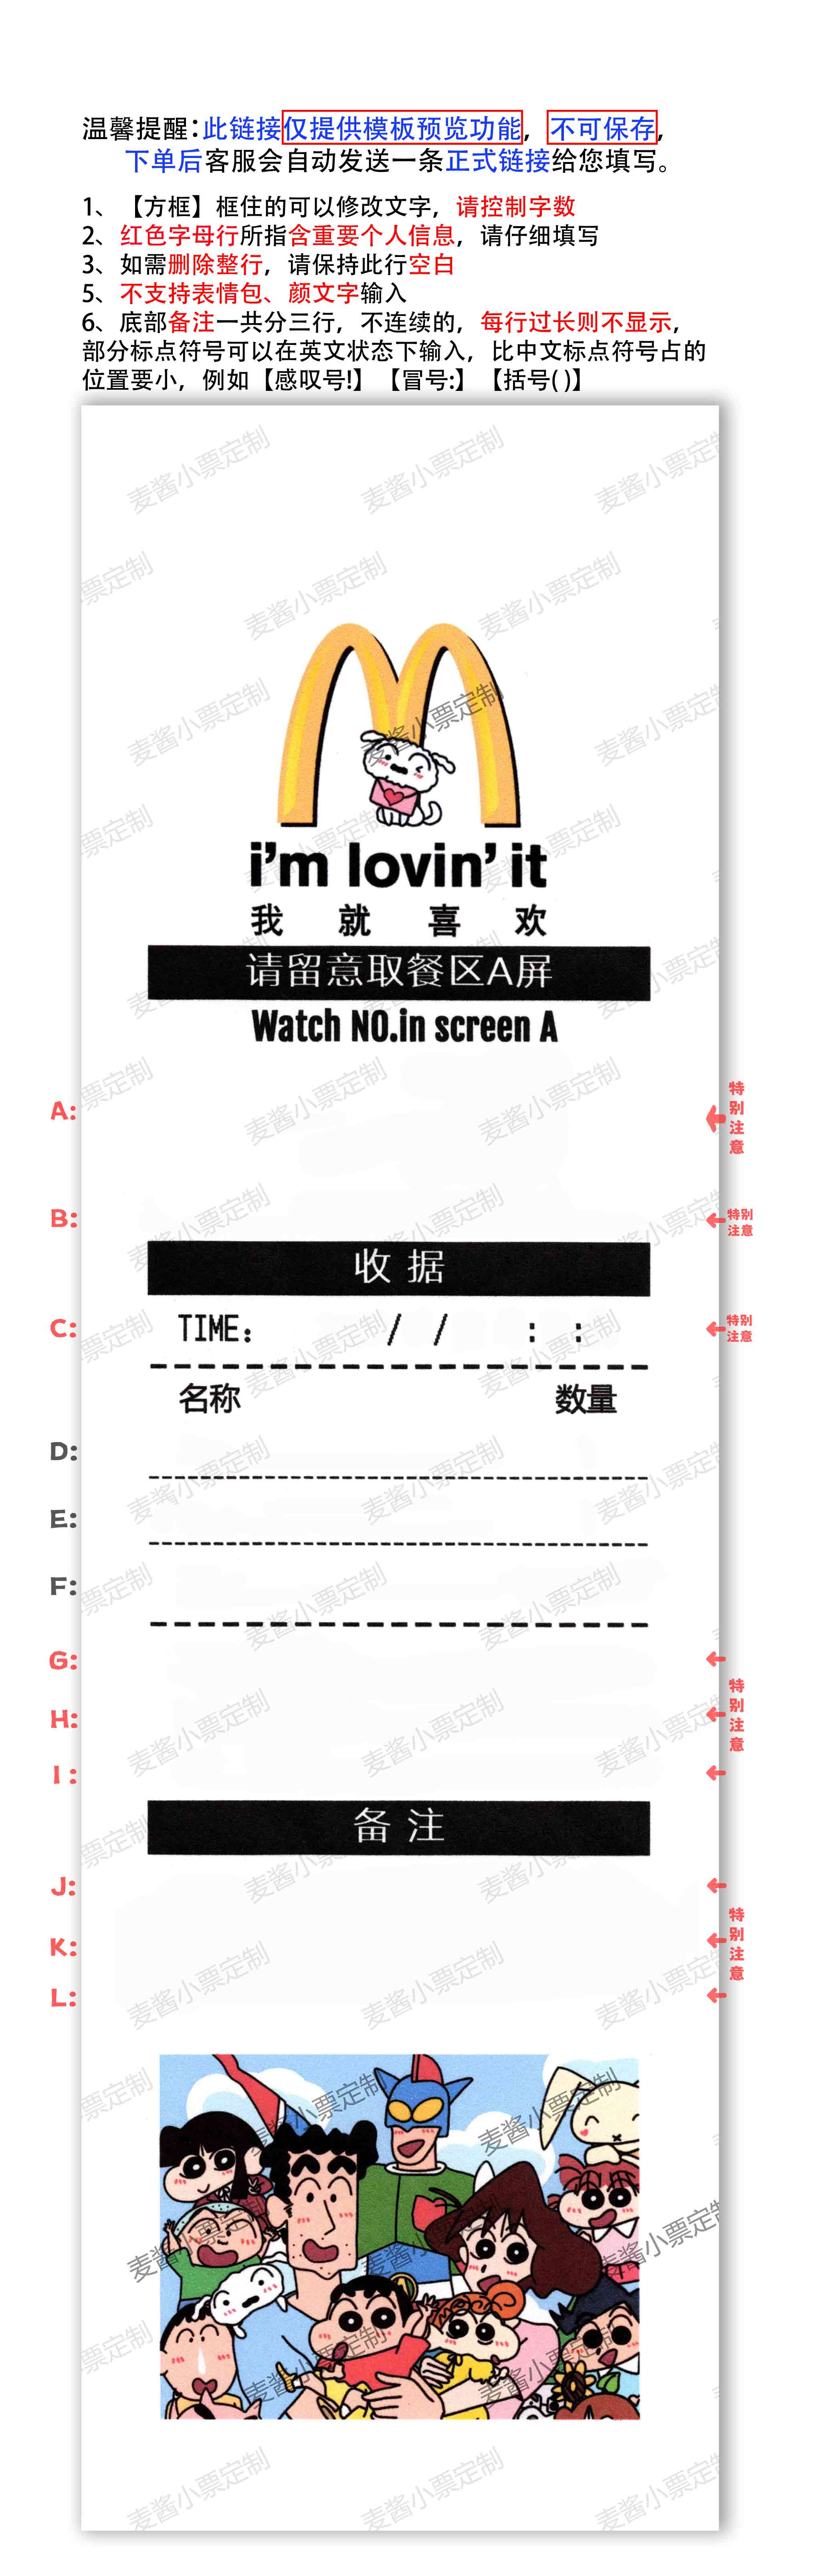 温馨提醒：此链接仅提供模板预览功能，不可保存，
下单后客服会自动发送一条正式链接给您填写。
1、【方框】框住的可以修改文字，请控制字数
2、红色字母行所指含重要个人信息，请仔细填写
3、如需删除整行，请保持此行空白
5、不支持表情包、颜文字输入
6、底部备注一共分三行，不连续的，每行过长则不显示，
部分标点符号可以在英文状态下输入，比中文标点符号占的
位置要小，例如【感叹号!】【冒号:】【括号( )】
麦酱小票定制
i'm lovin' it
我就喜欢
请留意取餐区A屏
Watch NO.in screen A
A:
特别注意
B:
特别注意
收据
C:
TIME: / / : :
特别注意
名称 数量
D:
E:
F:
G:
H:
特别注意
I:
备注
J:
K:
特别注意
L: